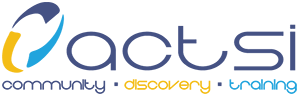 actsi
community • discovery • training